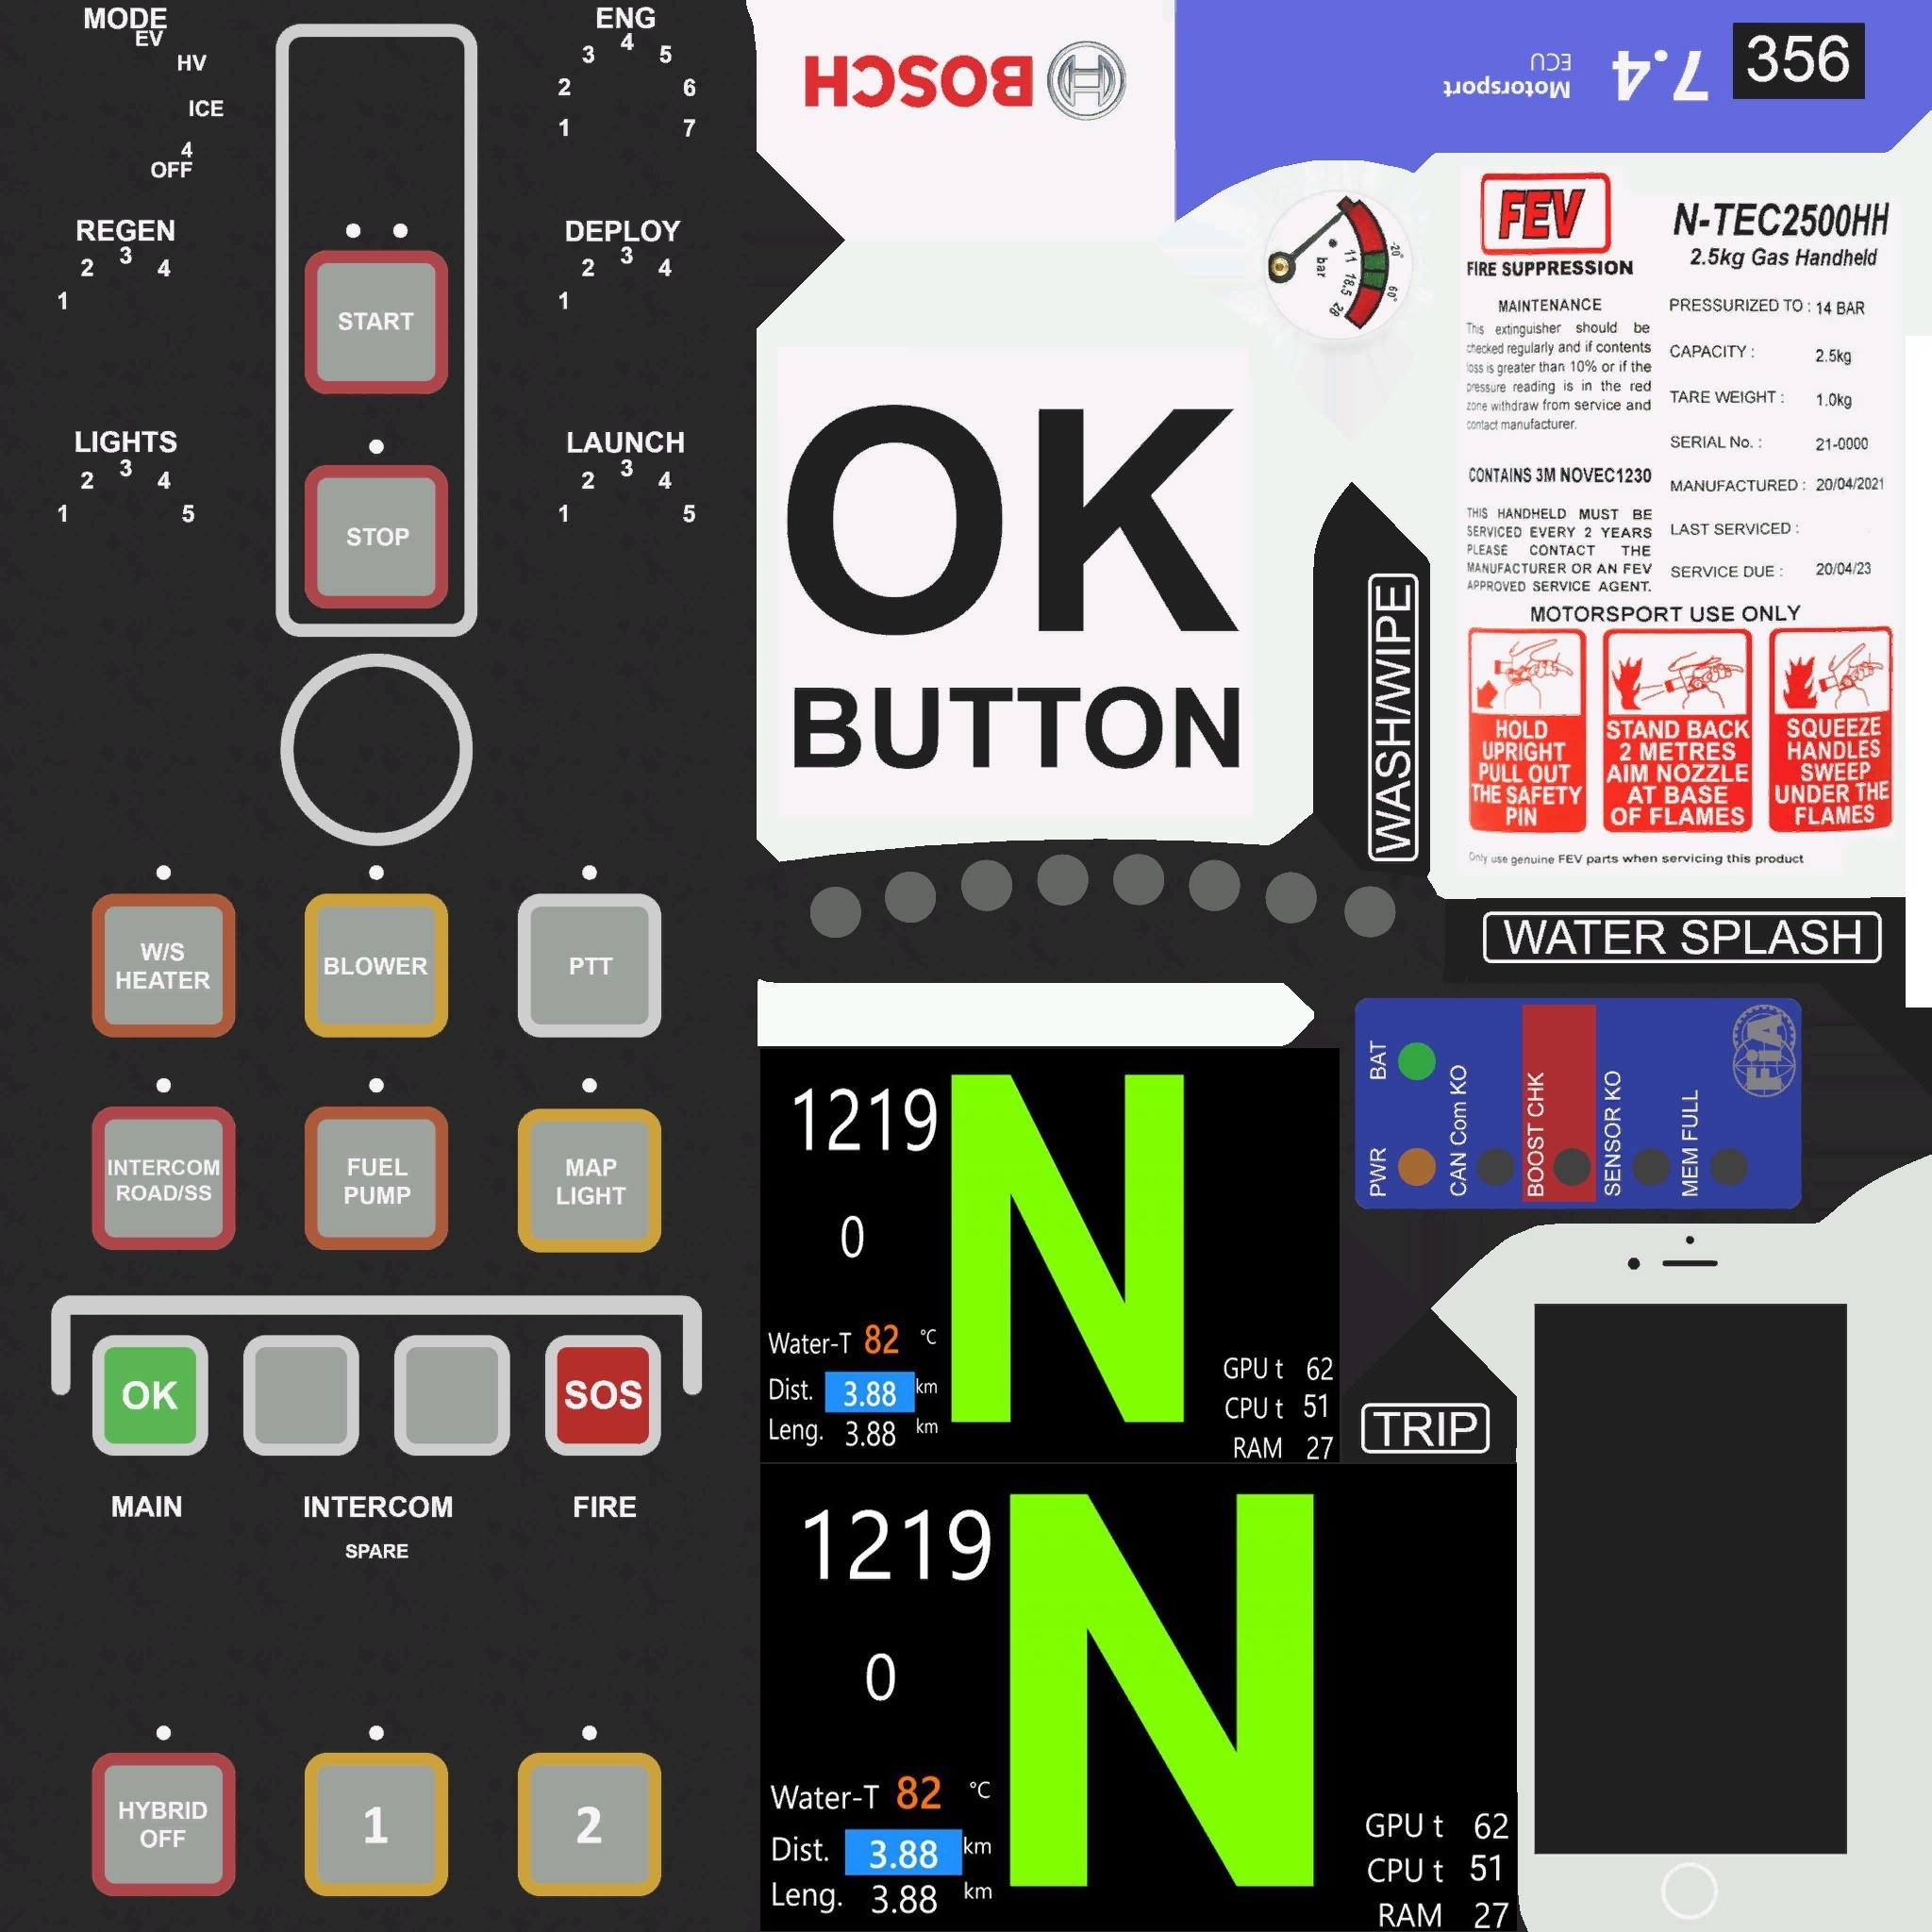 MODE
EV
HV
ICE
4
OFF
ENG
1 2 3 4 5 6 7
REGEN
1 2 3 4
DEPLOY
1 2 3 4
START
LIGHTS
1 2 3 4 5
LAUNCH
1 2 3 4 5
STOP
W/S
HEATER
BLOWER
PTT
INTERCOM
ROAD/SS
FUEL
PUMP
MAP
LIGHT
OK
SOS
MAIN
INTERCOM
FIRE
SPARE
HYBRID
OFF
1
2
BOSCH
Motorsport
ECU
7.4
356
OK
BUTTON
-20°
60°
11 18.5 28
bar
FEV
FIRE SUPPRESSION
N-TEC2500HH
2.5kg Gas Handheld
MAINTENANCE
This extinguisher should be
checked regularly and if contents
loss is greater than 10% or if the
pressure reading is in the red
zone withdraw from service and
contact manufacturer.
CONTAINS 3M NOVEC1230
THIS HANDHELD MUST BE
SERVICED EVERY 2 YEARS
PLEASE CONTACT THE
MANUFACTURER OR AN FEV
APPROVED SERVICE AGENT.
PRESSURIZED TO : 14 BAR
CAPACITY : 2.5kg
TARE WEIGHT : 1.0kg
SERIAL No. : 21-0000
MANUFACTURED : 20/04/2021
LAST SERVICED :
SERVICE DUE : 20/04/23
MOTORSPORT USE ONLY
HOLD
UPRIGHT
PULL OUT
THE SAFETY
PIN
STAND BACK
2 METRES
AIM NOZZLE
AT BASE
OF FLAMES
SQUEEZE
HANDLES
SWEEP
UNDER THE
FLAMES
Only use genuine FEV parts when servicing this product
WASH/WIPE
WATER SPLASH
PWR BAT
CAN Com KO
BOOST CHK
SENSOR KO
MEM FULL
FiA
1219
N
0
Water-T 82 °C
Dist. 3.88 km
Leng. 3.88 km
GPU t 62
CPU t 51
RAM 27
TRIP
1219
N
0
Water-T 82 °C
Dist. 3.88 km
Leng. 3.88 km
GPU t 62
CPU t 51
RAM 27